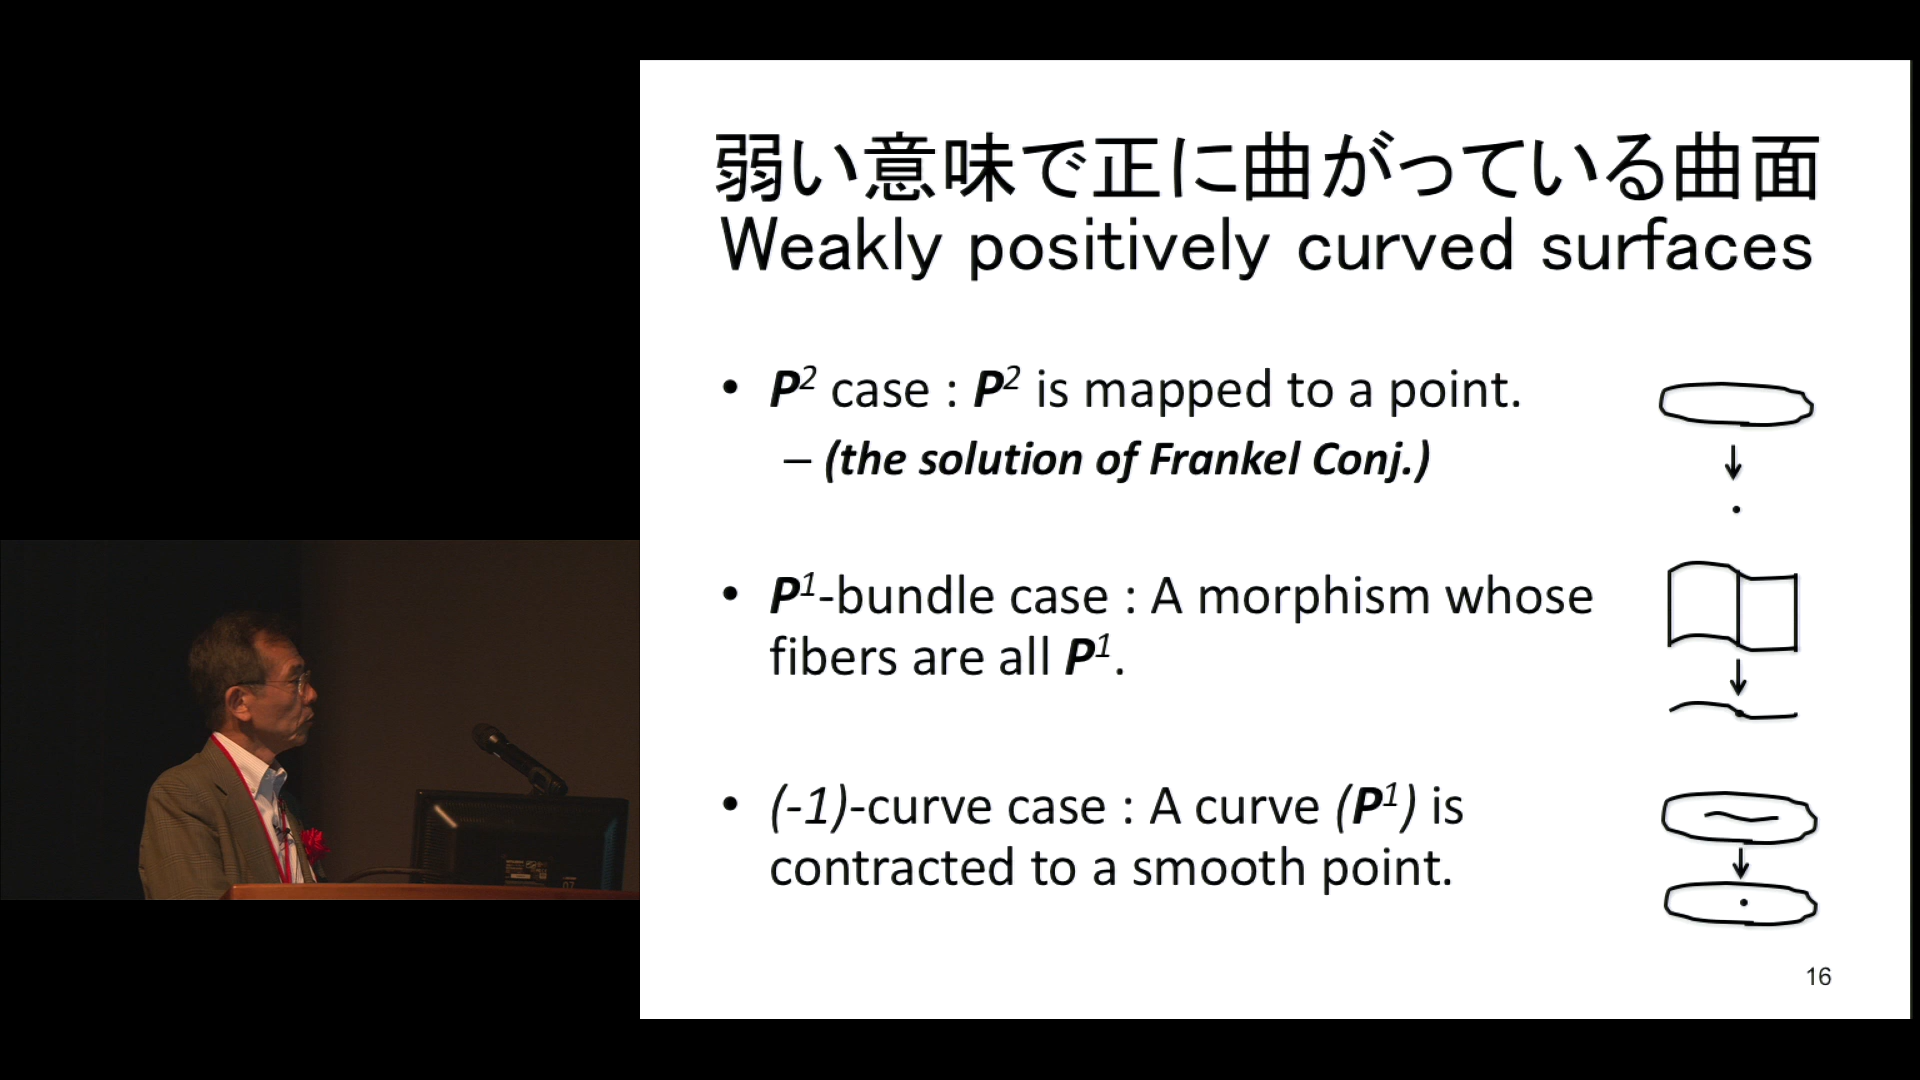 弱い意味で正に曲がっている曲面
Weakly positively curved surfaces
• P² case : P² is mapped to a point.
– (the solution of Frankel Conj.)
• P¹-bundle case : A morphism whose
fibers are all P¹.
• (-1)-curve case : A curve (P¹) is
contracted to a smooth point.
16
07